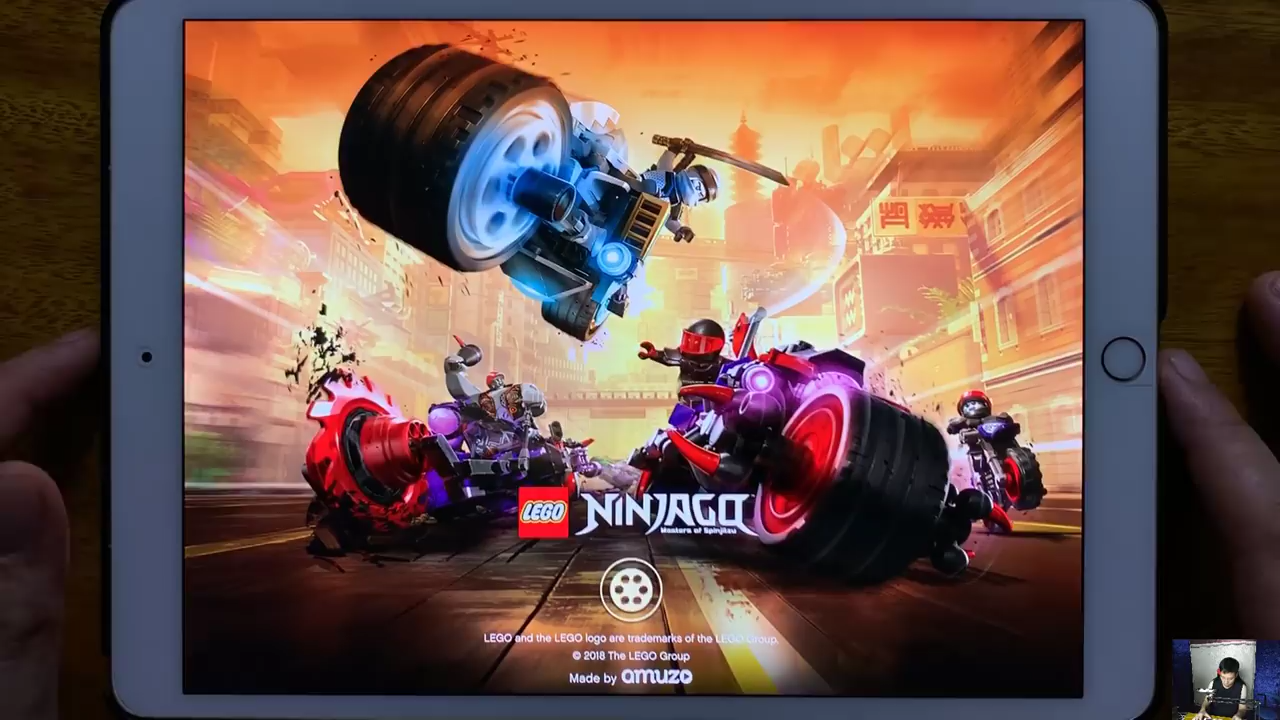 LEGO NINJAGO
Masters of Spinjitzu
LEGO and the LEGO logo are trademarks of the LEGO Group.
© 2018 The LEGO Group
Made by amuzo